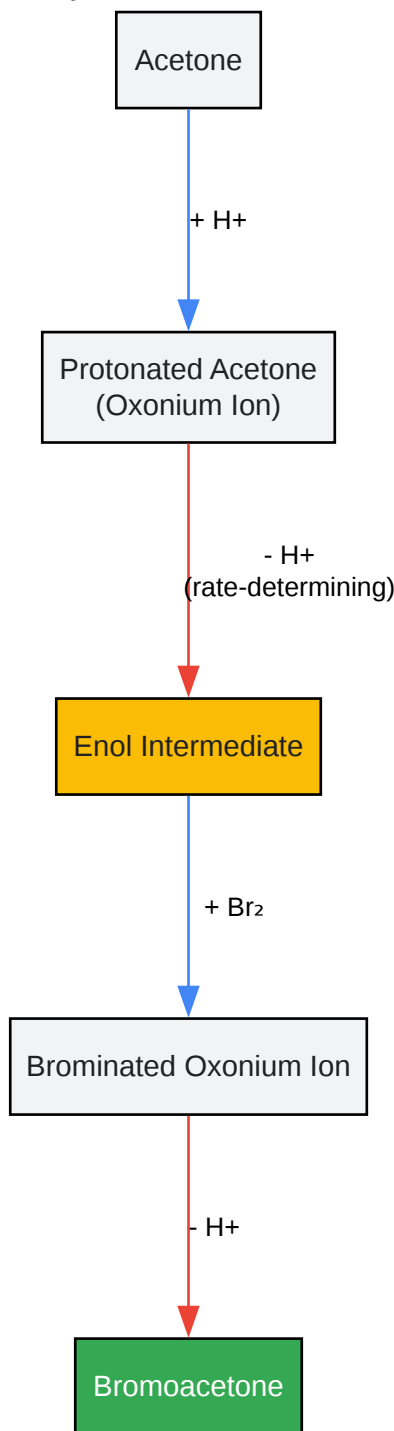 Acetone
+ H+
Protonated Acetone
(Oxonium Ion)
- H+
(rate-determining)
Enol Intermediate
+ Br₂
Brominated Oxonium Ion
- H+
Bromoacetone